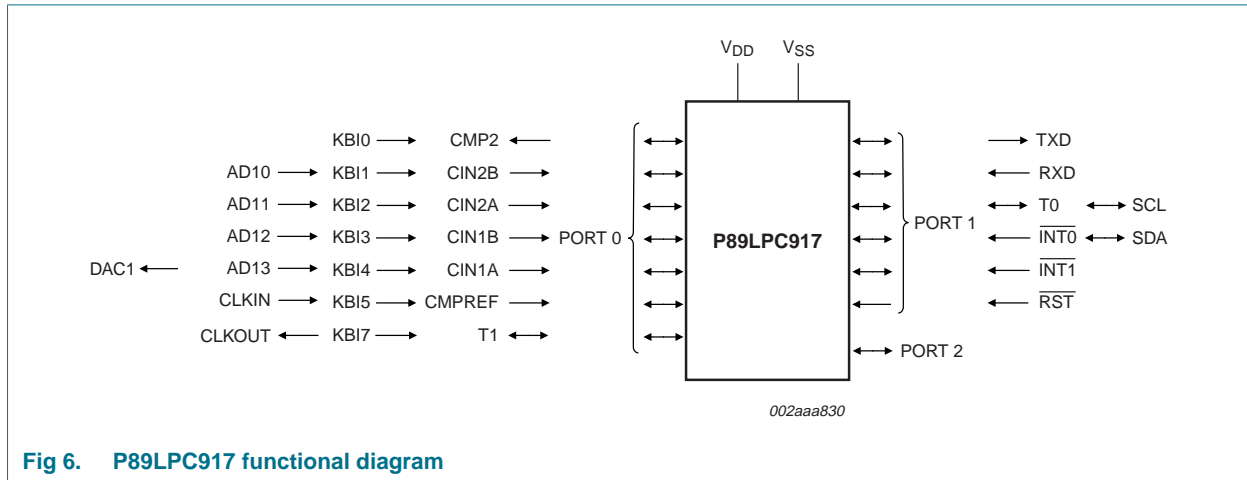 VDD VSS
KBI0 CMP2 TXD
AD10 KBI1 CIN2B RXD
AD11 KBI2 CIN2A T0 SCL
AD12 KBI3 CIN1B PORT 0 P89LPC917 PORT 1 INT0 SDA
DAC1 AD13 KBI4 CIN1A INT1
CLKIN KBI5 CMPREF RST
CLKOUT KBI7 T1 PORT 2
002aaa830
Fig 6. P89LPC917 functional diagram